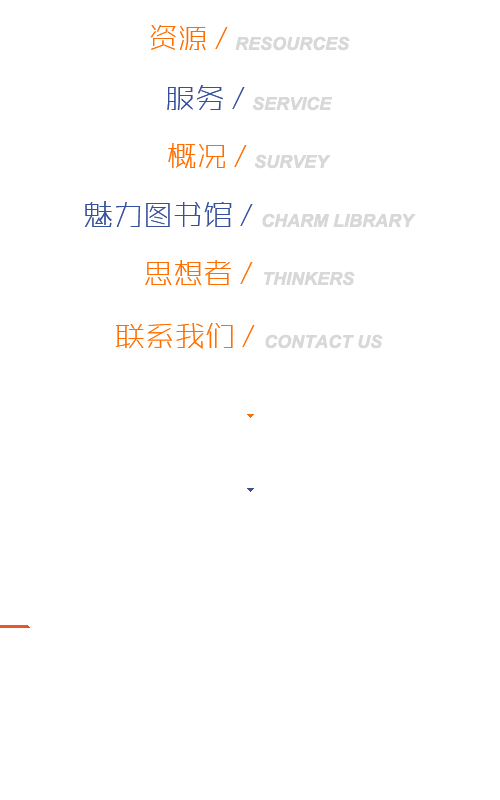 资源 / RESOURCES
服务 / SERVICE
概况 / SURVEY
魅力图书馆 / CHARM LIBRARY
思想者 / THINKERS
联系我们 / CONTACT US